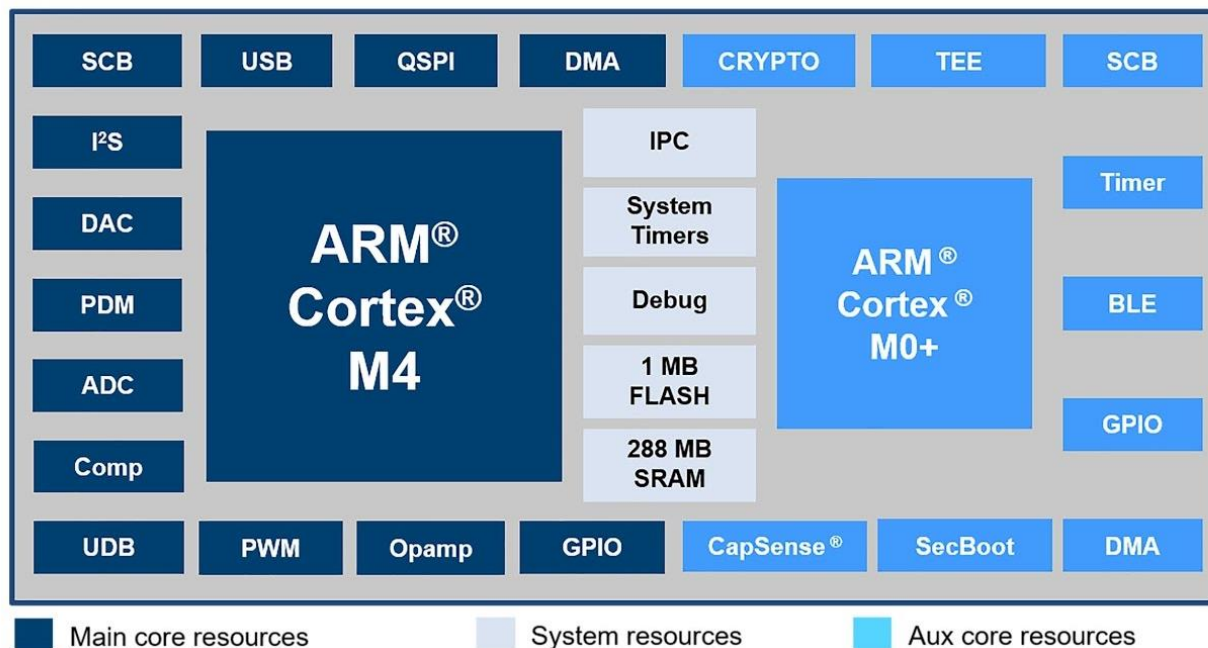 SCB
USB
QSPI
DMA
CRYPTO
TEE
SCB
I²S
DAC
PDM
ADC
Comp
ARM®
Cortex®
M4
IPC
System
Timers
Debug
1 MB
FLASH
288 MB
SRAM
ARM ®
Cortex ®
M0+
Timer
BLE
GPIO
UDB
PWM
Opamp
GPIO
CapSense ®
SecBoot
DMA
Main core resources
System resources
Aux core resources